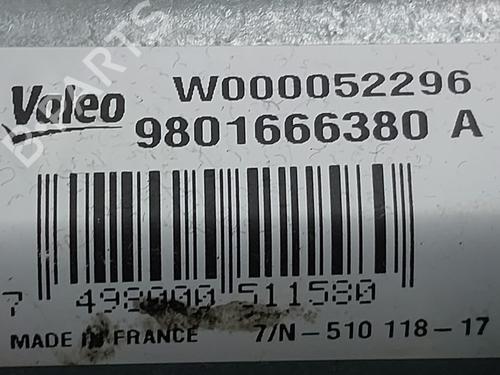 Valeo
W000052296
9801666380 A
7 498000 511580
MADE IN FRANCE 7/N-510 118-17